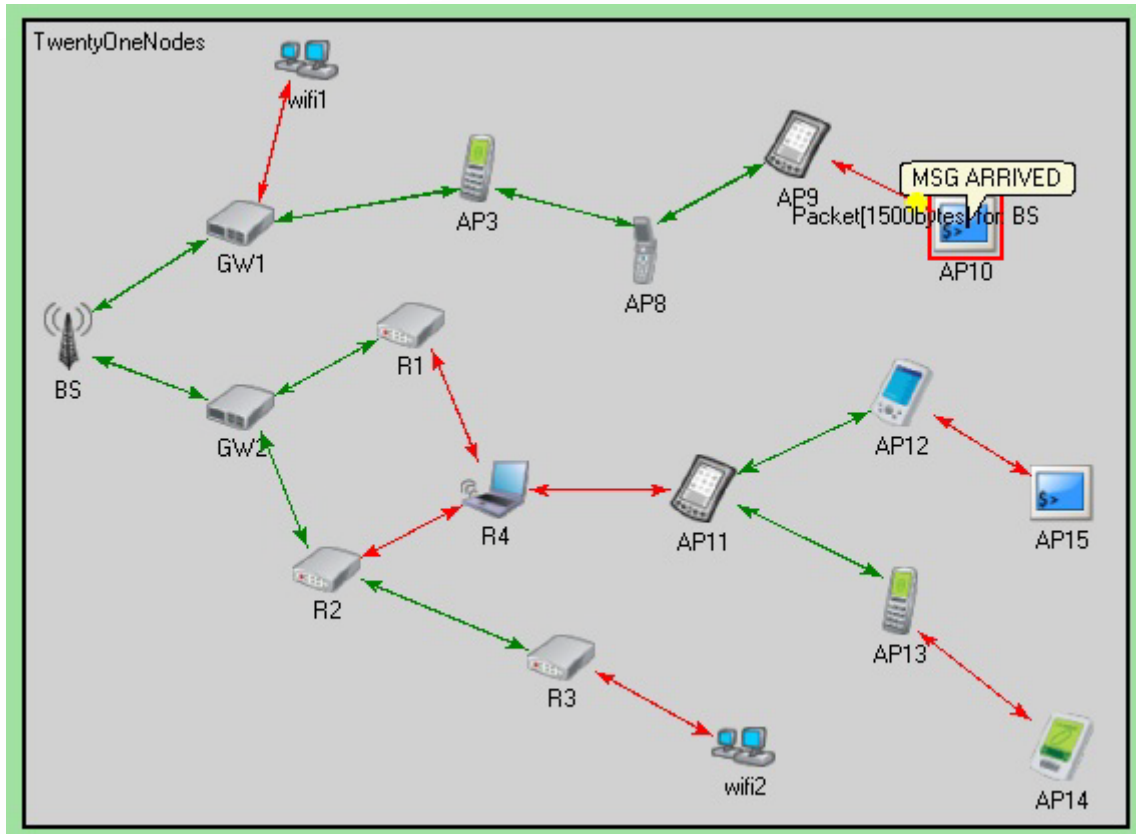 TwentyOneNodes
wifi1
MSG ARRIVED
AP9
Packet[1500bytes] for BS
AP3
GW1
AP10
AP8
BS
R1
AP12
GW2
R4
AP11
AP15
R2
AP13
R3
wifi2
AP14